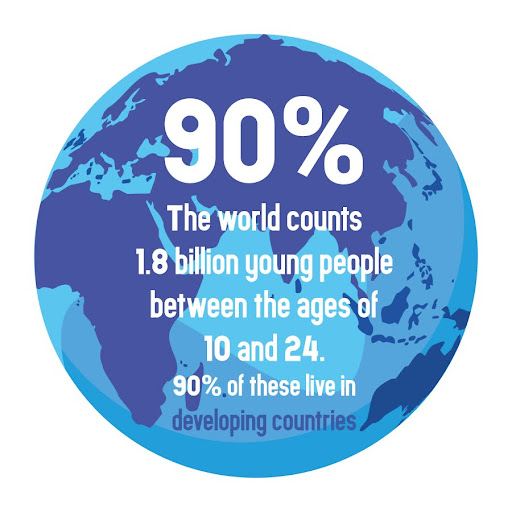 90%
The world counts
1.8 billion young people
between the ages of
10 and 24.
90% of these live in
developing countries